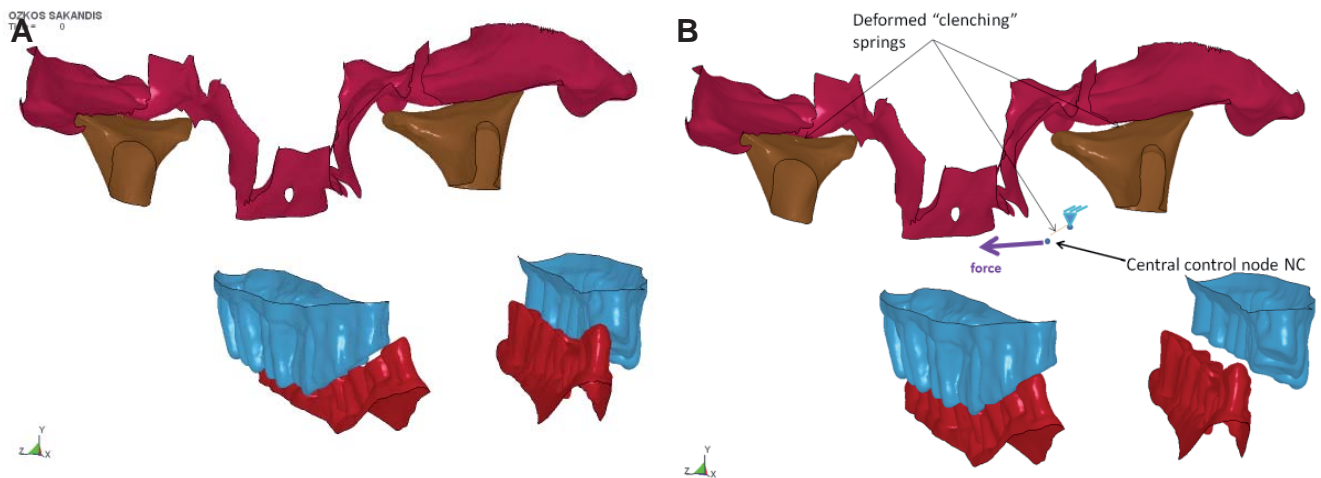 OZKOS SAKANDIS
A
0
B
Deformed “clenching”
springs
force
Central control node NC
Y
Z
X
Y
Z
X